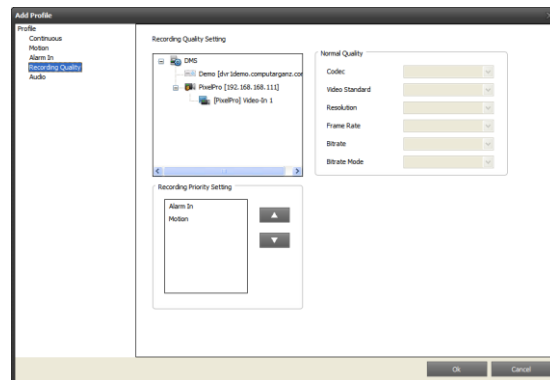 Add Profile
Profile
Continuous
Motion
Alarm In
Recording Quality
Audio
Recording Quality Setting
DMS
Demo [dvr1demo.computarganz.cor
PixelPro [192.168.168.111]
[PixelPro] Video-In 1
Normal Quality
Codec
Video Standard
Resolution
Frame Rate
Bitrate
Bitrate Mode
Recording Priority Setting
Alarm In
Motion
Ok
Cancel